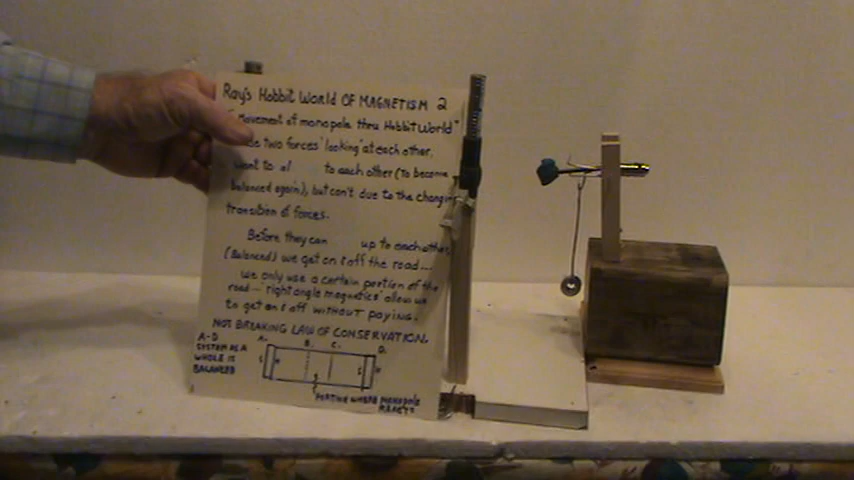 Ray's Hobbit World OF MAGNETISM 2
"Movement of monopole thru Hobbit World"
two forces 'looking' at each other,
want to to each other (to become
balanced again), but can't due to the changing
transition of forces.
Before they can up to each other
(Balanced) we get on & off the road...
we only use a certain portion of the
road - 'right angle magnetics' allow us
to get on & off WITHOUT PAYING.
NOT BREAKING LAW OF CONSERVATION.
A-D
SYSTEM AS A
WHOLE IS
BALANCED
A. B. C. D.
PORTION WHERE MONOPOLE
REACTS